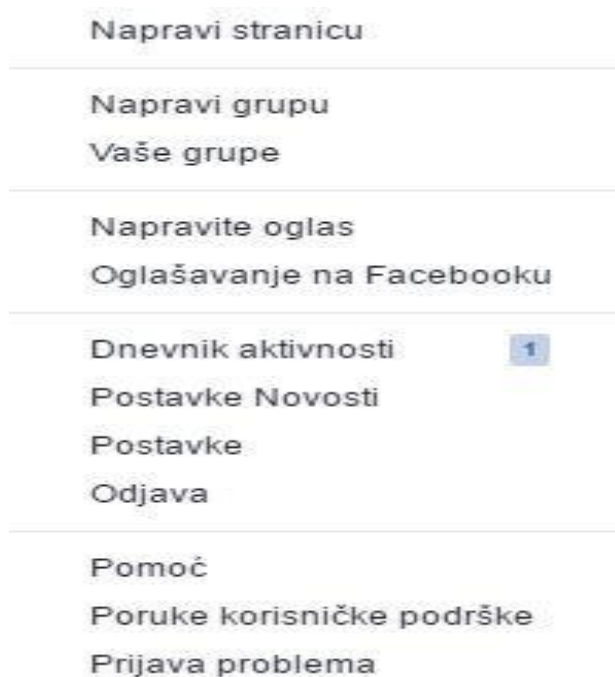 Napravi stranicu
Napravi grupu
Vaše grupe
Napravite oglas
Oglašavanje na Facebooku
Dnevnik aktivnosti 1
Postavke Novosti
Postavke
Odjava
Pomoć
Poruke korisničke podrške
Prijava problema